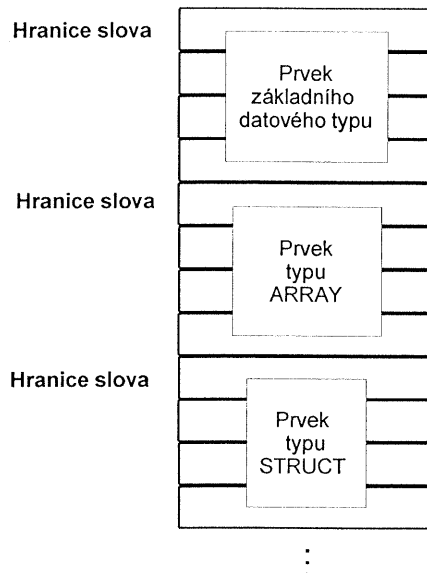 Hranice slova
Prvek
základního
datového typu
Hranice slova
Prvek
typu
ARRAY
Hranice slova
Prvek
typu
STRUCT